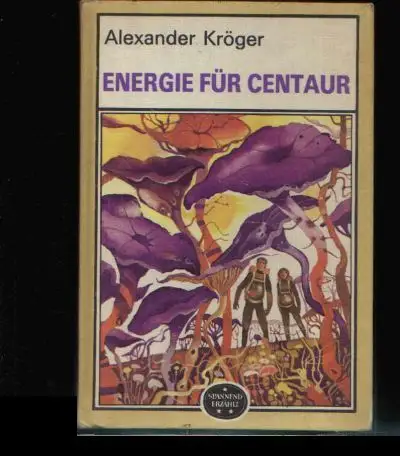 Alexander Kröger
ENERGIE FÜR CENTAUR
SPANNEND
ERZÄHLT